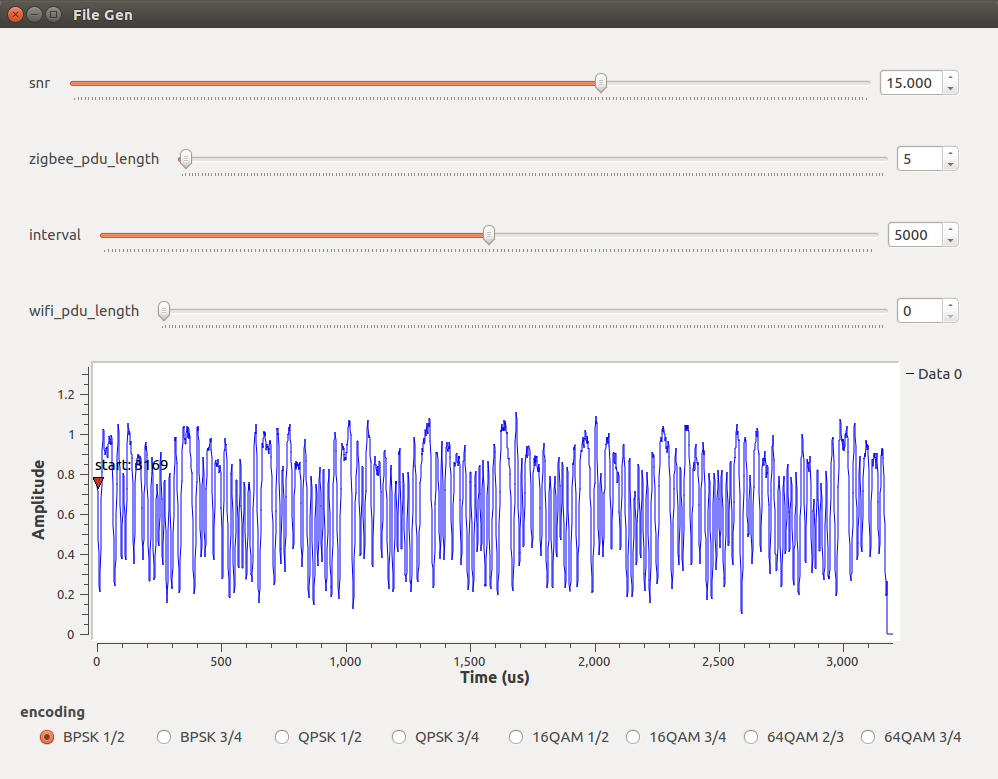 File Gen
snr 15.000
zigbee_pdu_length 5
interval 5000
wifi_pdu_length 0
Data 0
1.2
1
0.8
0.6
0.4
0.2
0
Amplitude
start: 3169
0 500 1,000 1,500 2,000 2,500 3,000
Time (us)
encoding
BPSK 1/2 BPSK 3/4 QPSK 1/2 QPSK 3/4 16QAM 1/2 16QAM 3/4 64QAM 2/3 64QAM 3/4